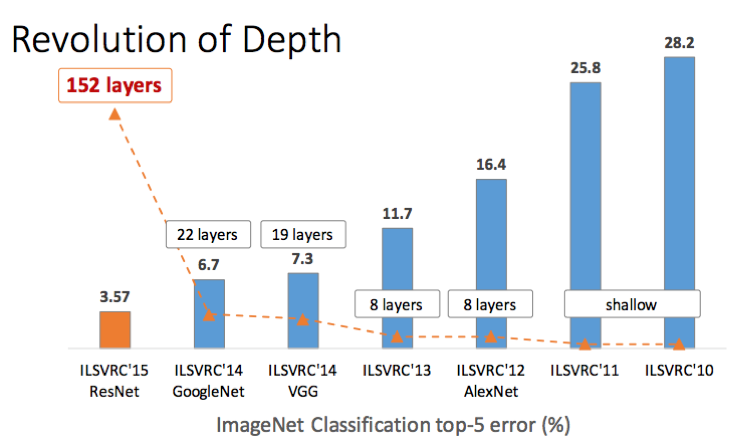 Revolution of Depth
28.2
25.8
152 layers
16.4
11.7
22 layers
19 layers
6.7
7.3
3.57
8 layers
8 layers
shallow
ILSVRC'15
ResNet
ILSVRC'14
GoogleNet
ILSVRC'14
VGG
ILSVRC'13
ILSVRC'12
AlexNet
ILSVRC'11
ILSVRC'10
ImageNet Classification top-5 error (%)